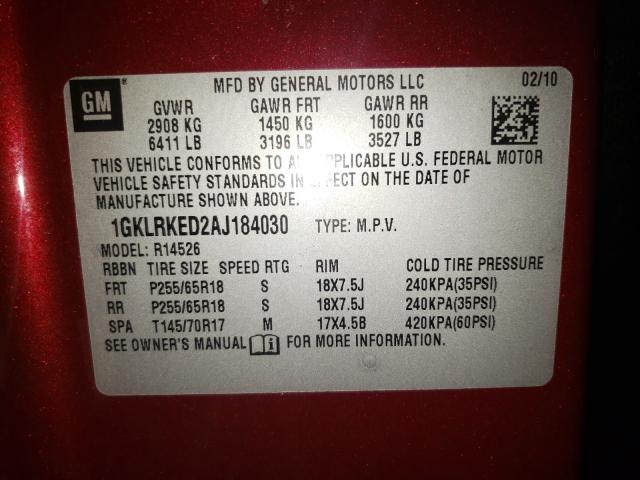 GM ® MFD BY GENERAL MOTORS LLC 02/10
GVWR GAWR FRT GAWR RR
2908 KG 1450 KG 1600 KG
6411 LB 3196 LB 3527 LB
THIS VEHICLE CONFORMS TO APPLICABLE U.S. FEDERAL MOTOR
VEHICLE SAFETY STANDARDS IN EFFECT ON THE DATE OF
MANUFACTURE SHOWN ABOVE.
1GKLRKED2AJ184030 TYPE: M.P.V.
MODEL: R14526
RBBN TIRE SIZE SPEED RTG RIM COLD TIRE PRESSURE
FRT P255/65R18 S 18X7.5J 240KPA(35PSI)
RR P255/65R18 S 18X7.5J 240KPA(35PSI)
SPA T145/70R17 M 17X4.5B 420KPA(60PSI)
SEE OWNER'S MANUAL FOR MORE INFORMATION.